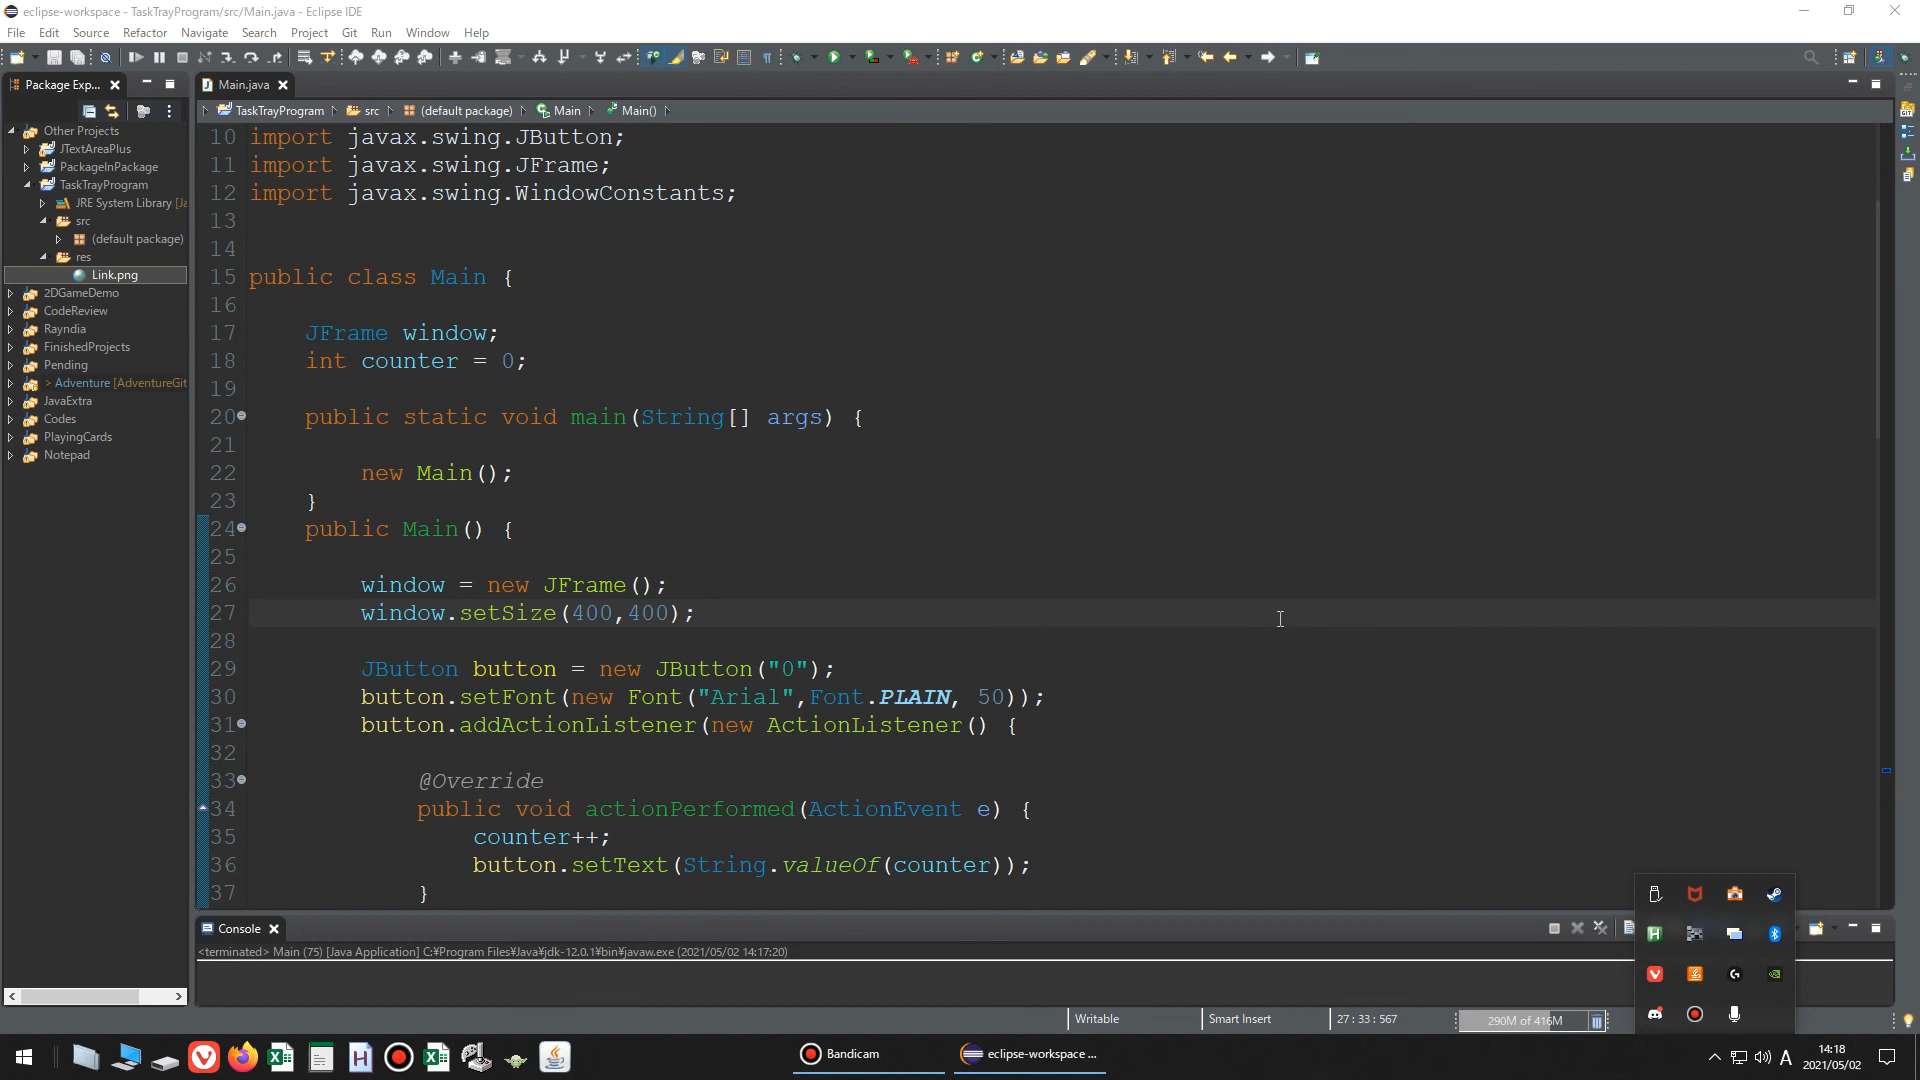 eclipse-workspace - TaskTrayProgram/src/Main.java - Eclipse IDE
File Edit Source Refactor Navigate Search Project Git Run Window Help
Package Exp...
Main.java
TaskTrayProgram src (default package) Main Main()
Other Projects
JTextAreaPlus
PackageInPackage
TaskTrayProgram
JRE System Library [Ja
src
(default package)
res
Link.png
2DGameDemo
CodeReview
Rayndia
FinishedProjects
Pending
> Adventure [AdventureGit
JavaExtra
Codes
PlayingCards
Notepad
10 import javax.swing.JButton;
11 import javax.swing.JFrame;
12 import javax.swing.WindowConstants;
13
14
15 public class Main {
16
17 JFrame window;
18 int counter = 0;
19
20 public static void main(String[] args) {
21
22 new Main();
23 }
24 public Main() {
25
26 window = new JFrame();
27 window.setSize(400,400);
28
29 JButton button = new JButton("0");
30 button.setFont(new Font("Arial",Font.PLAIN, 50));
31 button.addActionListener(new ActionListener() {
32
33 @Override
34 public void actionPerformed(ActionEvent e) {
35 counter++;
36 button.setText(String.valueOf(counter));
37 }
Console
<terminated> Main (75) [Java Application] C:¥Program Files¥Java¥jdk-12.0.1¥bin¥javaw.exe (2021/05/02 14:17:20)
Writable Smart Insert 27 : 33 : 567 290M of 416M
Bandicam
eclipse-workspace ...
A
14:18
2021/05/02